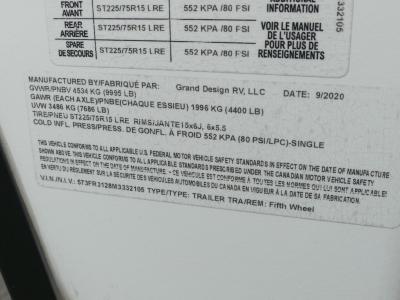 FRONT
AVANT
ST225/75R15 LRE
552 KPA /80 PSI
REAR
ARRIÈRE
ST225/75R15 LRE
552 KPA /80 PSI
SPARE
DE SECOURS
ST225/75R15 LRE
552 KPA /80 PSI
ADDITIONAL
INFORMATION
VOIR LE MANUEL
DE L'USAGER
POUR PLUS DE
RENSEIGNEMENTS
332105
MANUFACTURED BY/FABRIQUÉ PAR: Grand Design RV, LLC DATE: 9/2020
GVWR/PNBV 4534 KG (9995 LB)
GAWR (EACH AXLE)/PNBE(CHAQUE ESSIEU) 1996 KG (4400 LB)
UVW 3486 KG (7686 LB)
TIRE/PNEU ST225/75R15 LRE RIMS/JANTE 15x6J, 6x5.5
COLD INFL. PRESS/PRESS. DE GONFL. À FROID 552 KPA (80 PSI/LPC)-SINGLE
THIS VEHICLE CONFORMS TO ALL APPLICABLE U.S. FEDERAL MOTOR VEHICLE SAFETY STANDARDS IN EFFECT ON THE DATE OF MANUFACTURE
SHOWN ABOVE. THIS VEHICLE CONFORMS TO ALL STANDARDS PRESCRIBED UNDER THE CANADIAN MOTOR VEHICLE SAFETY
REGULATIONS IN EFFECT ON THE DATE OF MANUFACTURE • CE VÉHICULE EST CONFORME À TOUTES LES NORMES QUI LUI SONT APPLICABLES
EN VERTU DU RÈGLEMENT SUR LA SÉCURITÉ DES VÉHICULES AUTOMOBILES DU CANADA EN VIGUEUR À LA DATE DE SA FABRICATION.
V.I.N./N.I.V.: 573FR3128M3332105 TYPE/TYPE: TRAILER TRA/REM: Fifth Wheel